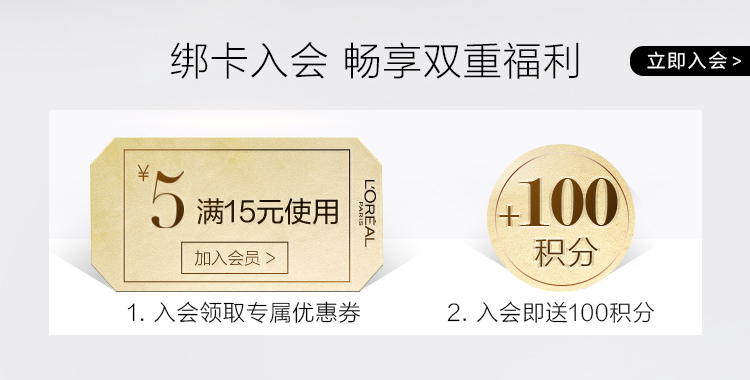 绑卡入会 畅享双重福利
立即入会 >
¥5 满15元使用
加入会员 >
L'ORÉAL
PARIS
+100
积分
1. 入会领取专属优惠券
2. 入会即送100积分